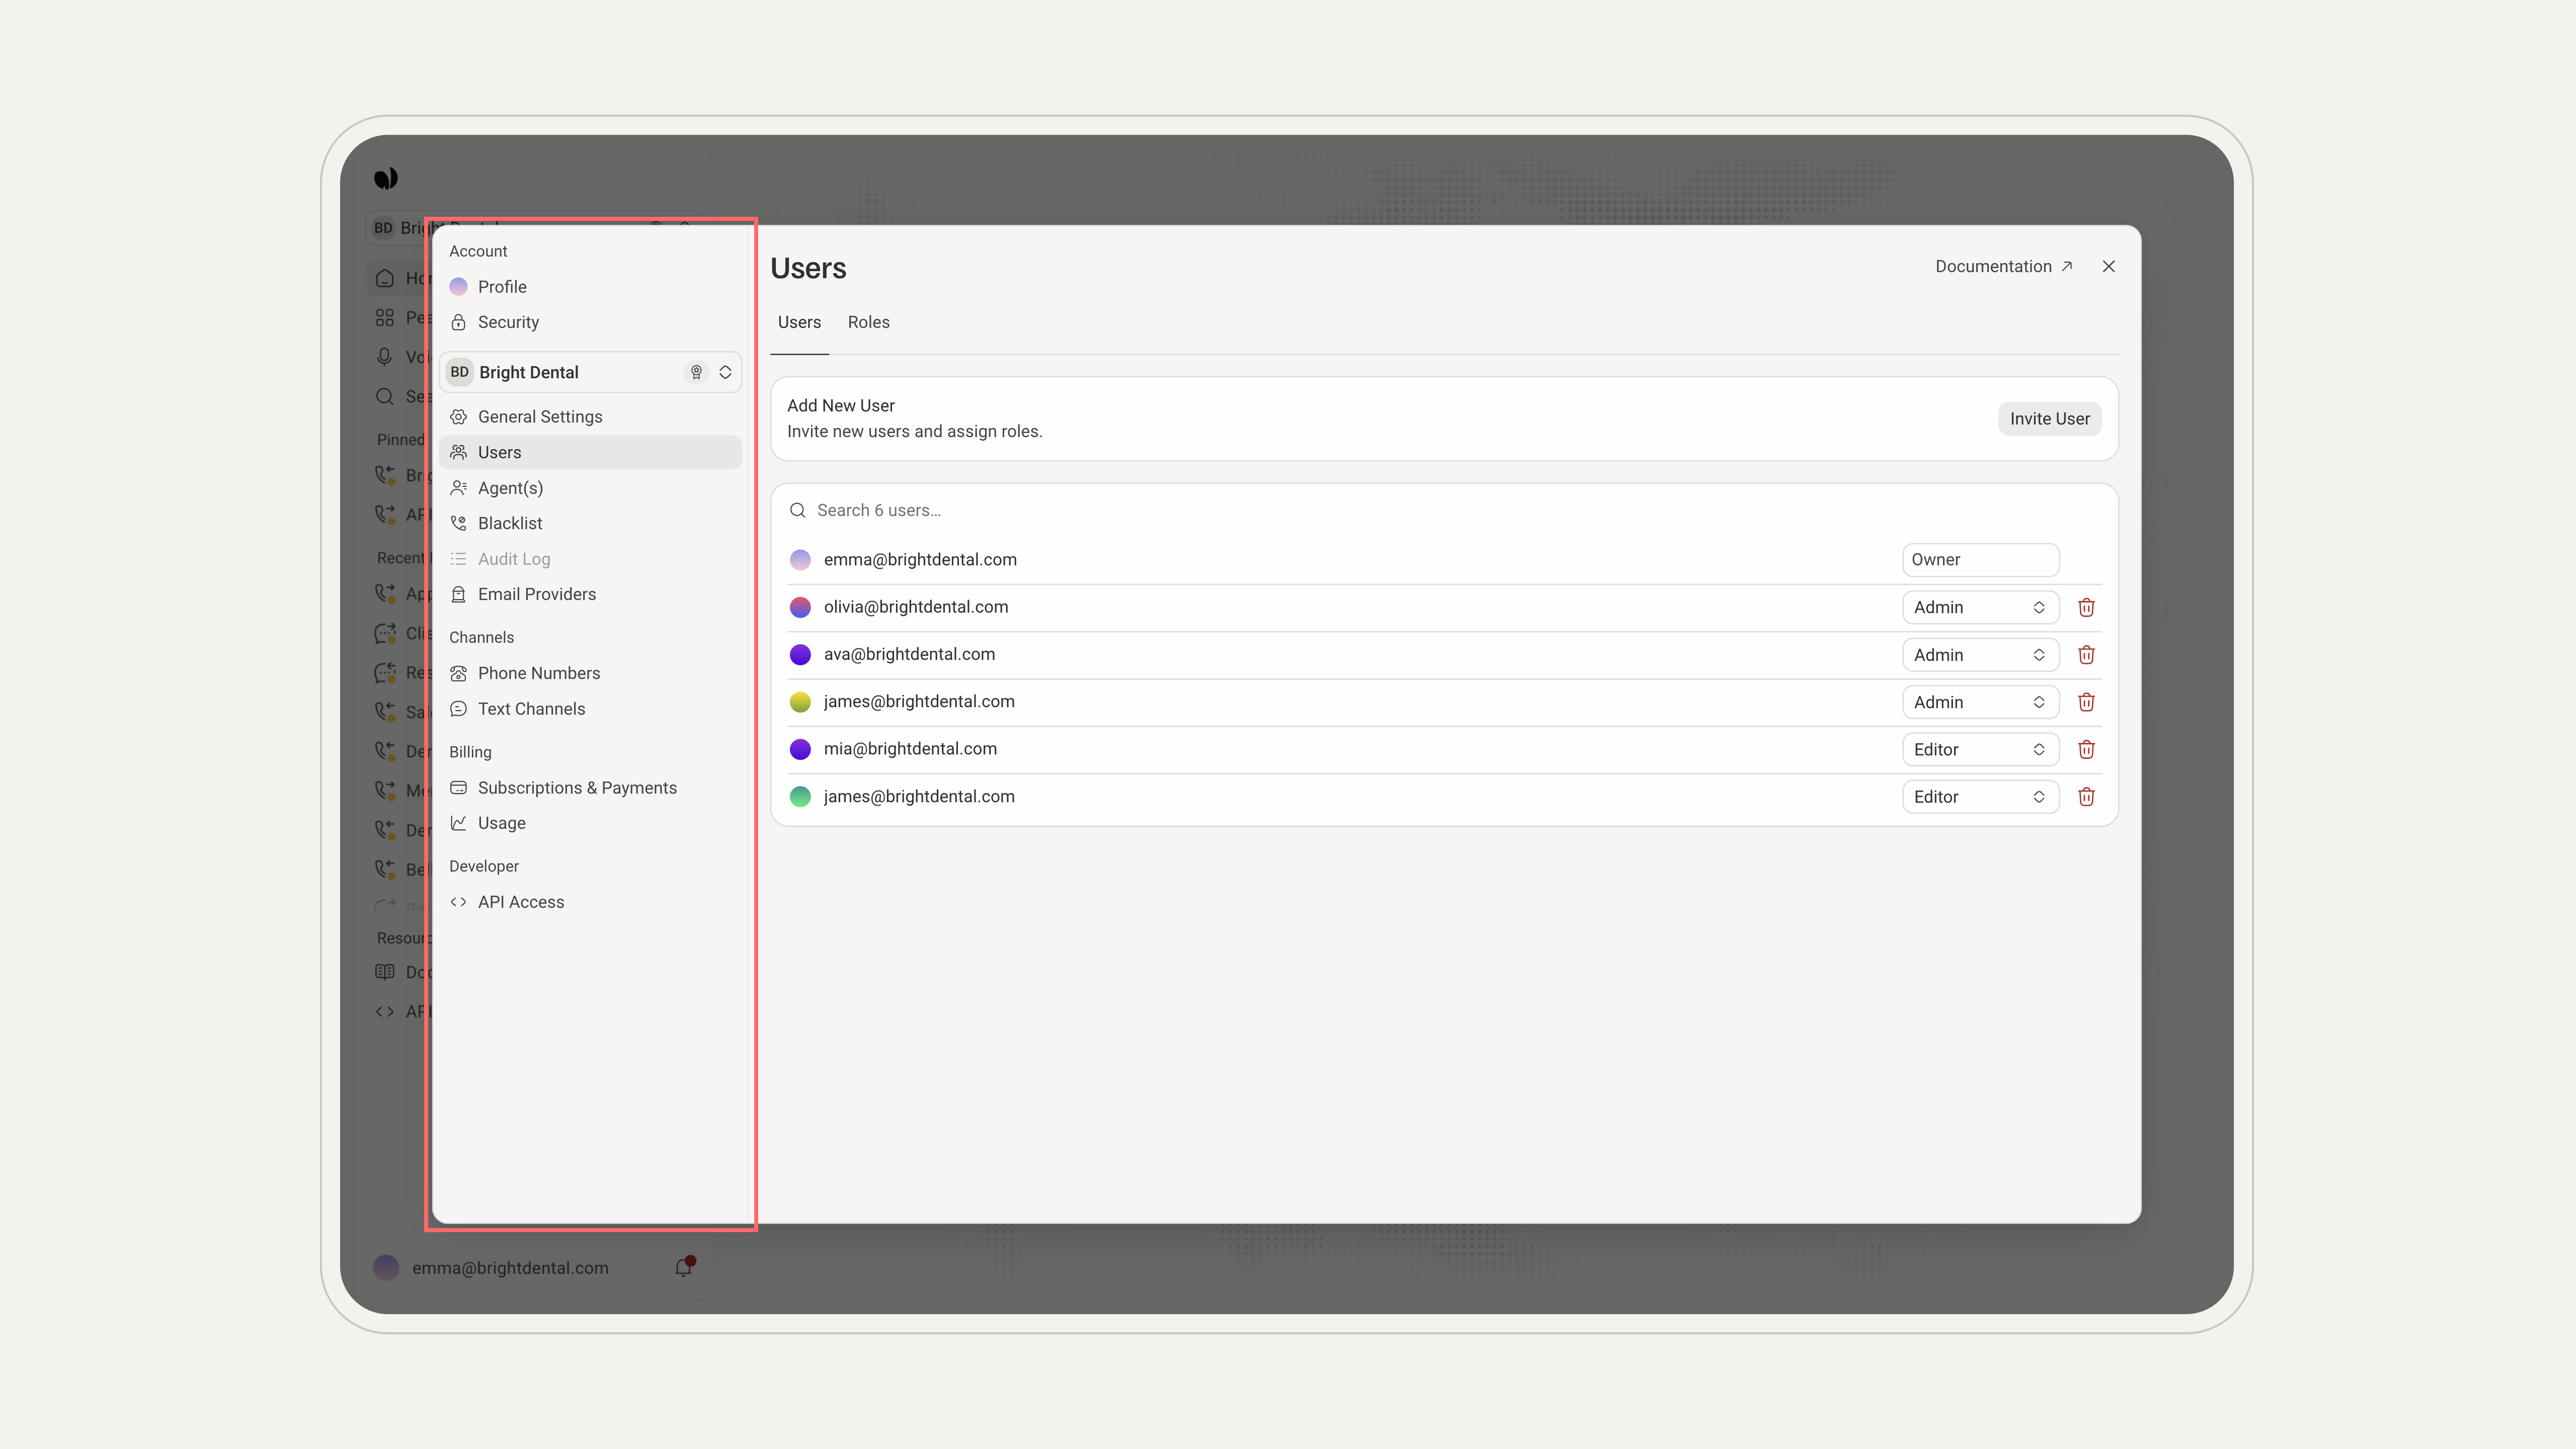 BD
Account
Profile
Security
BD Bright Dental
General Settings
Users
Agent(s)
Blacklist
Audit Log
Email Providers
Channels
Phone Numbers
Text Channels
Billing
Subscriptions & Payments
Usage
Developer
API Access
Users
Documentation
Users Roles
Add New User
Invite new users and assign roles.
Invite User
Search 6 users...
emma@brightdental.com Owner
olivia@brightdental.com Admin
ava@brightdental.com Admin
james@brightdental.com Admin
mia@brightdental.com Editor
james@brightdental.com Editor
Pinned
Recent
emma@brightdental.com